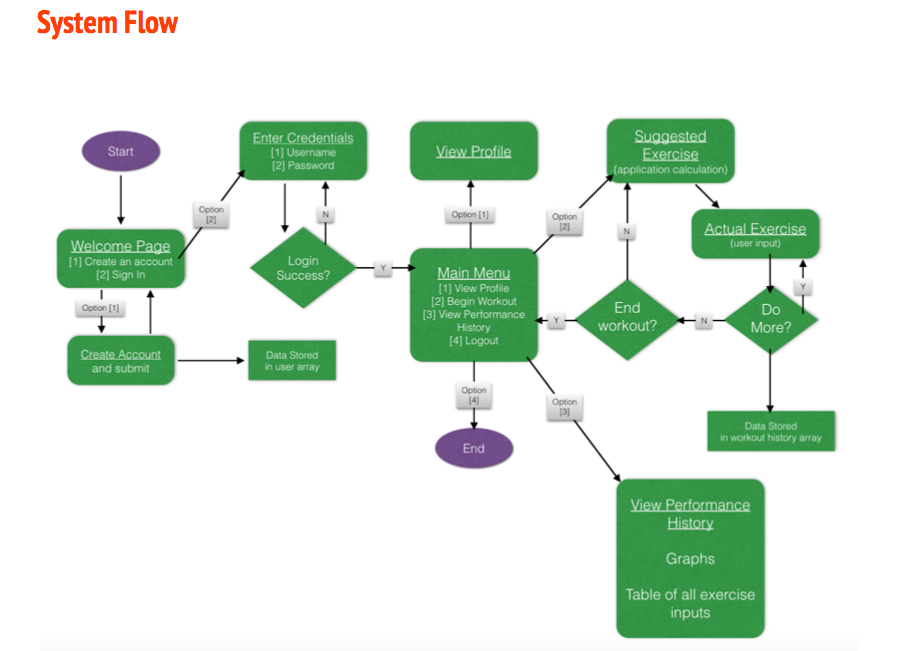 System Flow
Start
Welcome Page
[1] Create an account
[2] Sign In
Option [1]
Create Account
and submit
Data Stored
in user array
Option
[2]
Enter Credentials
[1] Username
[2] Password
N
Login
Success?
Y
View Profile
Option [1]
Main Menu
[1] View Profile
[2] Begin Workout
[3] View Performance
History
[4] Logout
Option
[4]
End
Option
[2]
Suggested
Exercise
(application calculation)
Actual Exercise
(user input)
Y
Do
More?
N
End
workout?
N
Y
Data Stored
in workout history array
Option
[3]
View Performance
History
Graphs
Table of all exercise
inputs